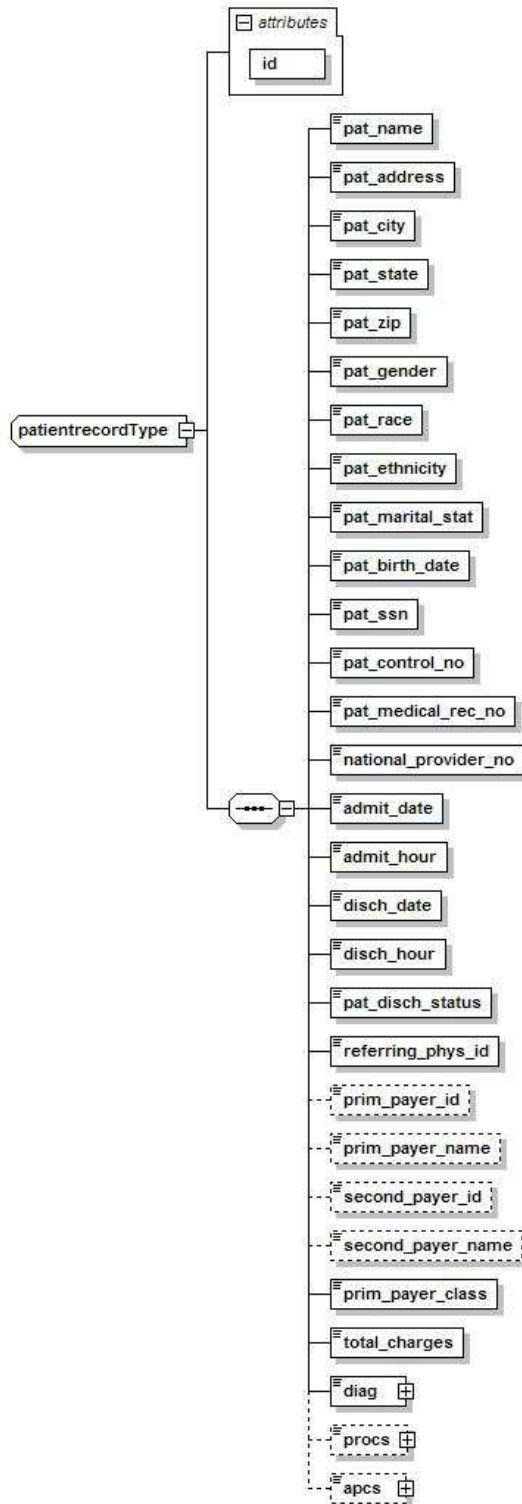 attributes
id
pat_name
pat_address
pat_city
pat_state
pat_zip
pat_gender
patientrecordType
pat_race
pat_ethnicity
pat_marital_stat
pat_birth_date
pat_ssn
pat_control_no
pat_medical_rec_no
national_provider_no
admit_date
admit_hour
disch_date
disch_hour
pat_disch_status
referring_phys_id
prim_payer_id
prim_payer_name
second_payer_id
second_payer_name
prim_payer_class
total_charges
diag
procs
apcs